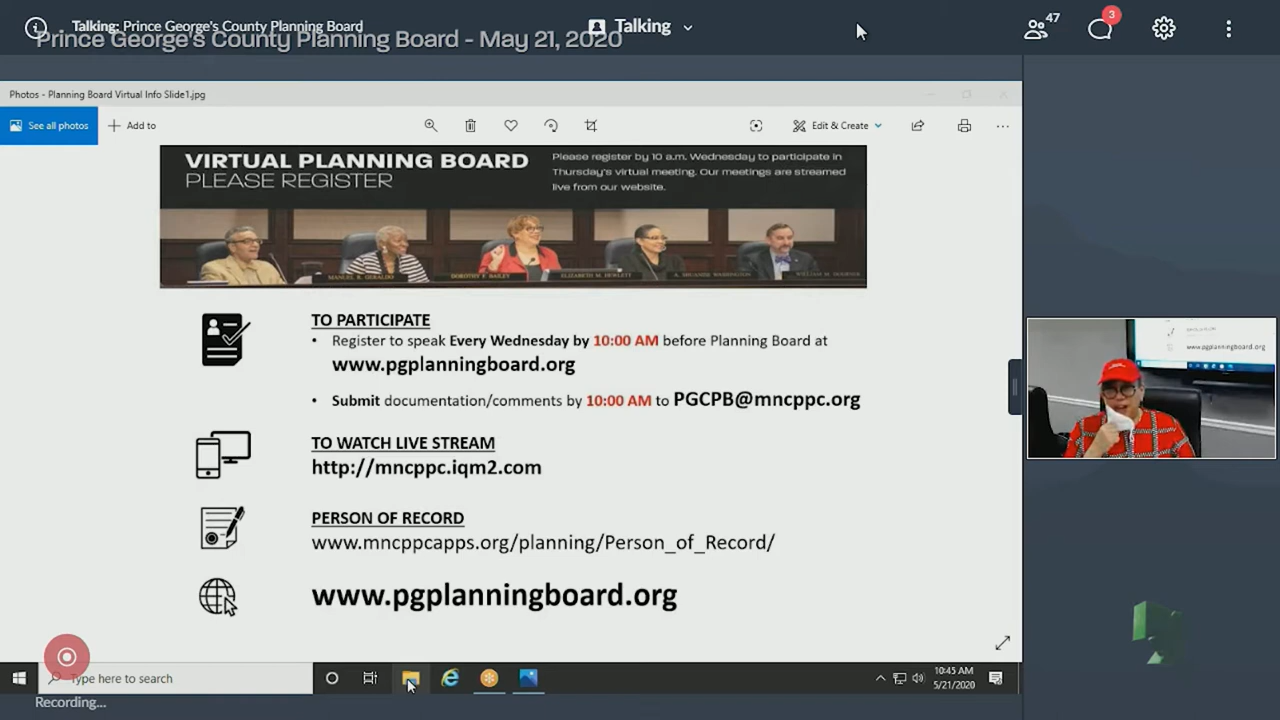 Talking: Prince George's County Planning Board
Prince George's County Planning Board - May 21, 2020
Talking
47
3
Photos - Planning Board Virtual Info Slide1.jpg
See all photos
Add to
Edit & Create
VIRTUAL PLANNING BOARD
PLEASE REGISTER
Please register by 10 a.m. Wednesday to participate in
Thursday's virtual meeting. Our meetings are streamed
live from our website.
MANUEL R. GERALDO
DOROTHY F. BAILEY
ELIZABETH M. HEWLETT
TO PARTICIPATE
• Register to speak Every Wednesday by 10:00 AM before Planning Board at
www.pgplanningboard.org
• Submit documentation/comments by 10:00 AM to PGCPB@mncppc.org
TO WATCH LIVE STREAM
http://mncppc.iqm2.com
PERSON OF RECORD
www.mncppcapps.org/planning/Person_of_Record/
www.pgplanningboard.org
www.pgplanningboard.org
Type here to search
10:45 AM
5/21/2020
Recording...